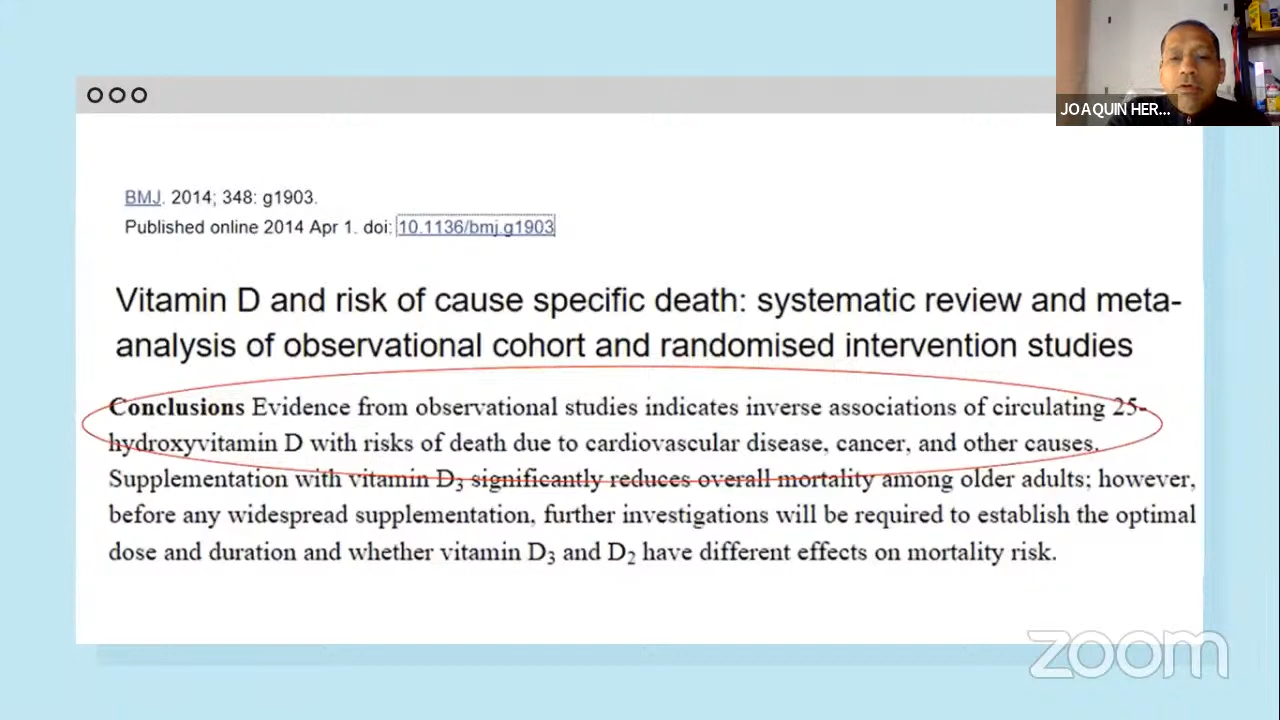 JOAQUIN HER...
BMJ. 2014; 348: g1903.
Published online 2014 Apr 1. doi: 10.1136/bmj.g1903
Vitamin D and risk of cause specific death: systematic review and meta-
analysis of observational cohort and randomised intervention studies
Conclusions Evidence from observational studies indicates inverse associations of circulating 25-
hydroxyvitamin D with risks of death due to cardiovascular disease, cancer, and other causes.
Supplementation with vitamin D₃ significantly reduces overall mortality among older adults; however,
before any widespread supplementation, further investigations will be required to establish the optimal
dose and duration and whether vitamin D₃ and D₂ have different effects on mortality risk.
zoom